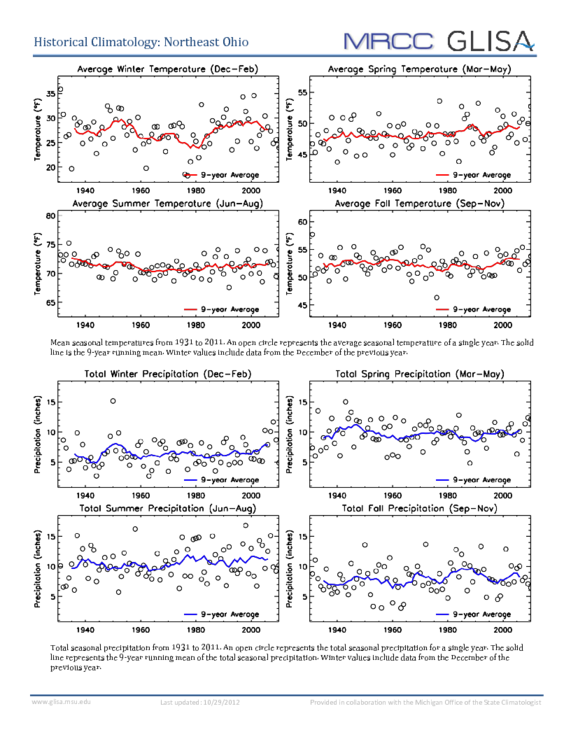 Historical Climatology: Northeast Ohio
MRCC GLISA
Average Winter Temperature (Dec-Feb)
Average Spring Temperature (Mar-May)
Temperature (°F)
35
30
25
20
9-year Average
1940 1960 1980 2000
Temperature (°F)
55
50
45
9-year Average
1940 1960 1980 2000
Average Summer Temperature (Jun-Aug)
Average Fall Temperature (Sep-Nov)
Temperature (°F)
80
75
70
65
9-year Average
1940 1960 1980 2000
Temperature (°F)
60
55
50
45
9-year Average
1940 1960 1980 2000
Mean seasonal temperatures from 1931 to 2011. An open circle represents the average seasonal temperature of a single year. The solid
line is the 9-year running mean. Winter values include data from the December of the previous year.
Total Winter Precipitation (Dec-Feb)
Total Spring Precipitation (Mar-May)
Precipitation (inches)
15
10
5
9-year Average
1940 1960 1980 2000
Precipitation (inches)
15
10
5
9-year Average
1940 1960 1980 2000
Total Summer Precipitation (Jun-Aug)
Total Fall Precipitation (Sep-Nov)
Precipitation (inches)
15
10
5
9-year Average
1940 1960 1980 2000
Precipitation (inches)
15
10
5
9-year Average
1940 1960 1980 2000
Total seasonal precipitation from 1931 to 2011. An open circle represents the total seasonal precipitation for a single year. The solid
line represents the 9-year running mean of the total seasonal precipitation. Winter values include data from the December of the
previous year.
www.glisa.msu.edu Last updated: 10/29/2012 Provided in collaboration with the Michigan Office of the State Climatologist